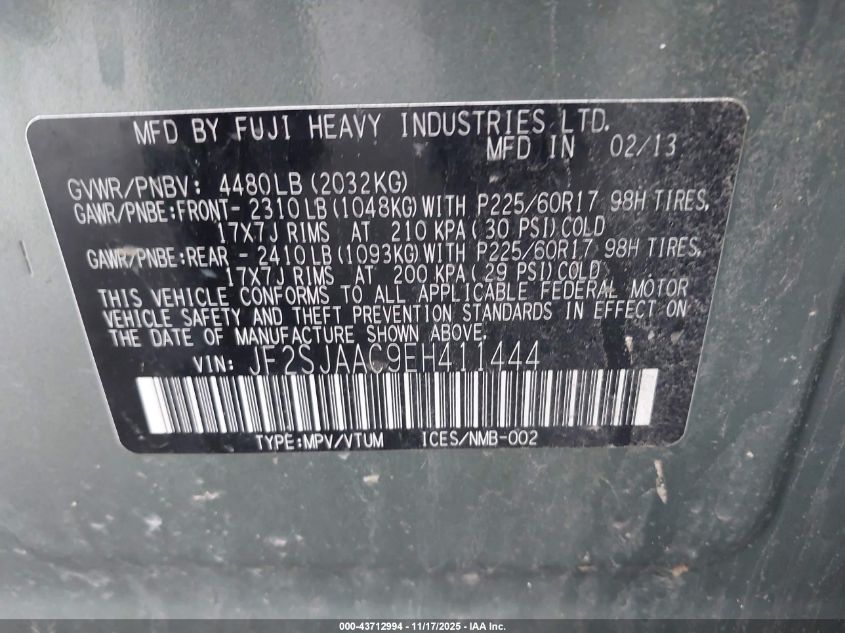 MFD BY FUJI HEAVY INDUSTRIES LTD.
MFD IN 02/13
GVWR/PNBV: 4480LB (2032KG)
GAWR/PNBE:FRONT- 2310LB (1048KG) WITH P225/60R17 98H TIRES,
17X7J RIMS AT 210 KPA (30 PSI) COLD
GAWR/PNBE:REAR - 2410LB (1093KG) WITH P225/60R17 98H TIRES,
17X7J RIMS AT 200 KPA (29 PSI) COLD
THIS VEHICLE CONFORMS TO ALL APPLICABLE FEDERAL MOTOR
VEHICLE SAFETY AND THEFT PREVENTION STANDARDS IN EFFECT ON
THE DATE OF MANUFACTURE SHOWN ABOVE.
VIN: JF2SJAAC9EH411444
TYPE:MPV/VTUM ICES/NMB-002
000-43712994 - 11/17/2025 - IAA Inc.